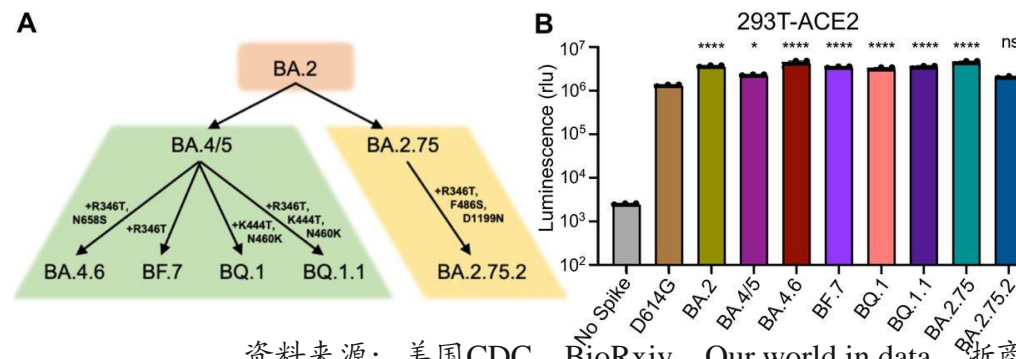 A
BA.2
BA.4/5
BA.2.75
+R346T,
N658S
+R346T
+K444T,
N460K
+R346T,
K444T,
N460K
+R346T,
F486S,
D1199N
BA.4.6
BF.7
BQ.1
BQ.1.1
BA.2.75.2
B
293T-ACE2
**** * **** **** **** **** **** ns
Luminescence (rlu)
10⁷
10⁶
10⁵
10⁴
10³
10²
No Spike
D614G
BA.2
BA.4/5
BA.4.6
BF.7
BQ.1
BQ.1.1
BA.2.75
BA.2.75.2
资料来源：美国CDC、BioRxiv、Our world in data、浙商